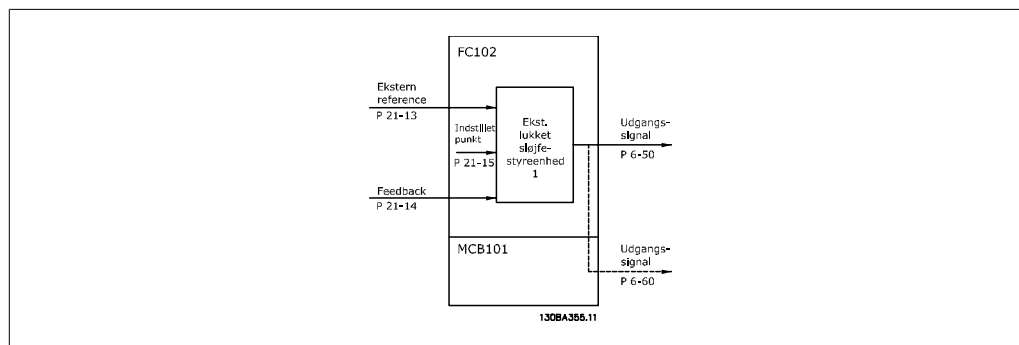 FC102
Ekstern
reference
P 21-13
Indstillet
punkt
P 21-15
Feedback
P 21-14
Ekst.
lukket
sløjfe-
styreenhed
1
Udgangs-
signal
P 6-50
MCB101
Udgangs-
signal
P 6-60
130BA355.11